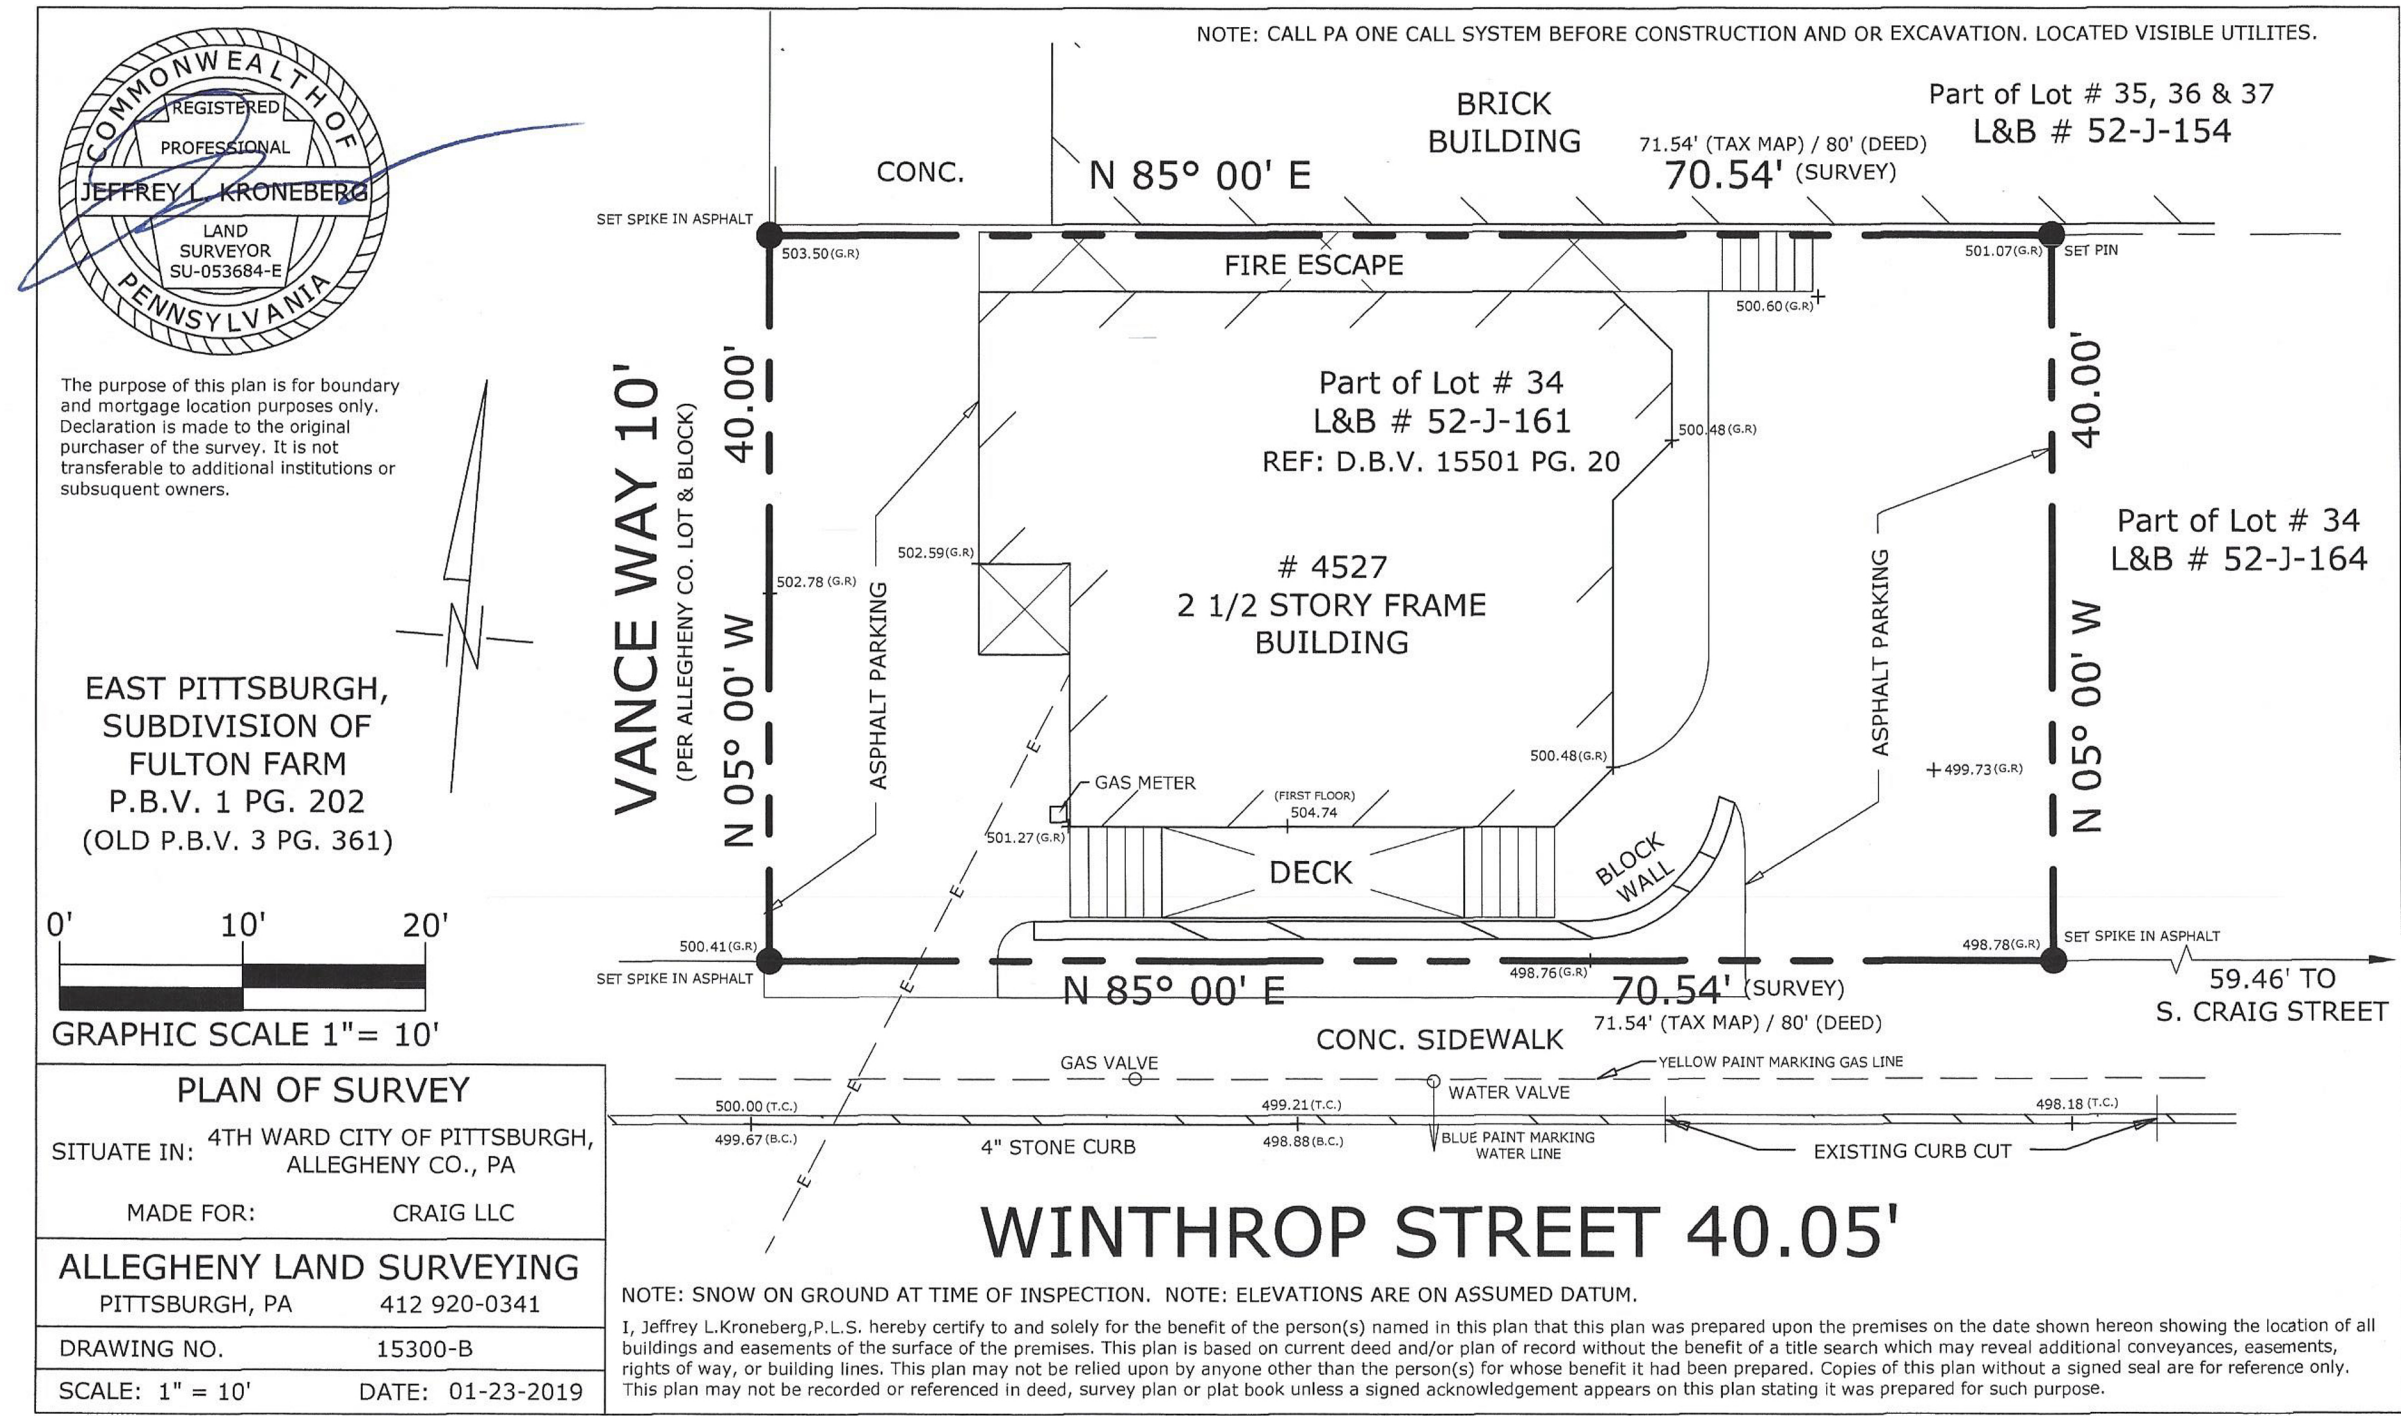 NOTE: CALL PA ONE CALL SYSTEM BEFORE CONSTRUCTION AND OR EXCAVATION. LOCATED VISIBLE UTILITES.
COMMONWEALTH OF
REGISTERED
PROFESSIONAL
JEFFREY L. KRONEBERG
LAND
SURVEYOR
SU-053684-E
PENNSYLVANIA
The purpose of this plan is for boundary
and mortgage location purposes only.
Declaration is made to the original
purchaser of the survey. It is not
transferable to additional institutions or
subsuquent owners.
N
EAST PITTSBURGH,
SUBDIVISION OF
FULTON FARM
P.B.V. 1 PG. 202
(OLD P.B.V. 3 PG. 361)
0' 10' 20'
GRAPHIC SCALE 1"= 10'
BRICK
BUILDING
Part of Lot # 35, 36 & 37
L&B # 52-J-154
CONC.
N 85° 00' E
71.54' (TAX MAP) / 80' (DEED)
70.54' (SURVEY)
SET SPIKE IN ASPHALT
503.50(G.R)
FIRE ESCAPE
501.07(G.R)
SET PIN
500.60(G.R)
VANCE WAY 10'
(PER ALLEGHENY CO. LOT & BLOCK)
N 05° 00' W 40.00'
Part of Lot # 34
L&B # 52-J-161
REF: D.B.V. 15501 PG. 20
500.48(G.R)
40.00'
N 05° 00' W
Part of Lot # 34
L&B # 52-J-164
502.59(G.R)
502.78 (G.R)
ASPHALT PARKING
# 4527
2 1/2 STORY FRAME
BUILDING
ASPHALT PARKING
500.48(G.R)
499.73(G.R)
GAS METER
(FIRST FLOOR)
504.74
501.27(G.R)
DECK
BLOCK
WALL
E
E
E
E
E
500.41(G.R)
SET SPIKE IN ASPHALT
498.78(G.R)
SET SPIKE IN ASPHALT
498.76(G.R)
N 85° 00' E
70.54' (SURVEY)
71.54' (TAX MAP) / 80' (DEED)
59.46' TO
S. CRAIG STREET
CONC. SIDEWALK
GAS VALVE
YELLOW PAINT MARKING GAS LINE
WATER VALVE
500.00 (T.C.)
499.21(T.C.)
498.18 (T.C.)
499.67(B.C.)
4" STONE CURB
498.88(B.C.)
BLUE PAINT MARKING
WATER LINE
EXISTING CURB CUT
WINTHROP STREET 40.05'
PLAN OF SURVEY
SITUATE IN: 4TH WARD CITY OF PITTSBURGH,
ALLEGHENY CO., PA
MADE FOR: CRAIG LLC
ALLEGHENY LAND SURVEYING
PITTSBURGH, PA 412 920-0341
DRAWING NO. 15300-B
SCALE: 1" = 10' DATE: 01-23-2019
NOTE: SNOW ON GROUND AT TIME OF INSPECTION. NOTE: ELEVATIONS ARE ON ASSUMED DATUM.
I, Jeffrey L.Kroneberg,P.L.S. hereby certify to and solely for the benefit of the person(s) named in this plan that this plan was prepared upon the premises on the date shown hereon showing the location of all
buildings and easements of the surface of the premises. This plan is based on current deed and/or plan of record without the benefit of a title search which may reveal additional conveyances, easements,
rights of way, or building lines. This plan may not be relied upon by anyone other than the person(s) for whose benefit it had been prepared. Copies of this plan without a signed seal are for reference only.
This plan may not be recorded or referenced in deed, survey plan or plat book unless a signed acknowledgement appears on this plan stating it was prepared for such purpose.